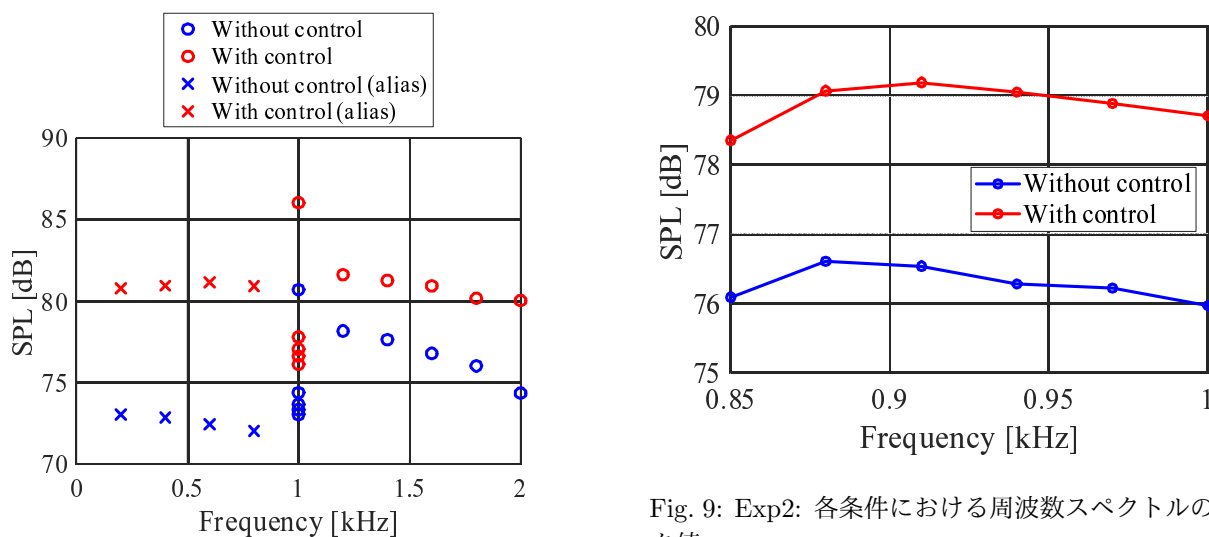 Without control
With control
Without control (alias)
With control (alias)
90
85
80
75
70
SPL [dB]
0
0.5
1
1.5
2
Frequency [kHz]
80
79
78
77
76
75
SPL [dB]
Without control
With control
0.85
0.9
0.95
1
Frequency [kHz]
Fig. 9: Exp2: 各条件における周波数スペクトルの